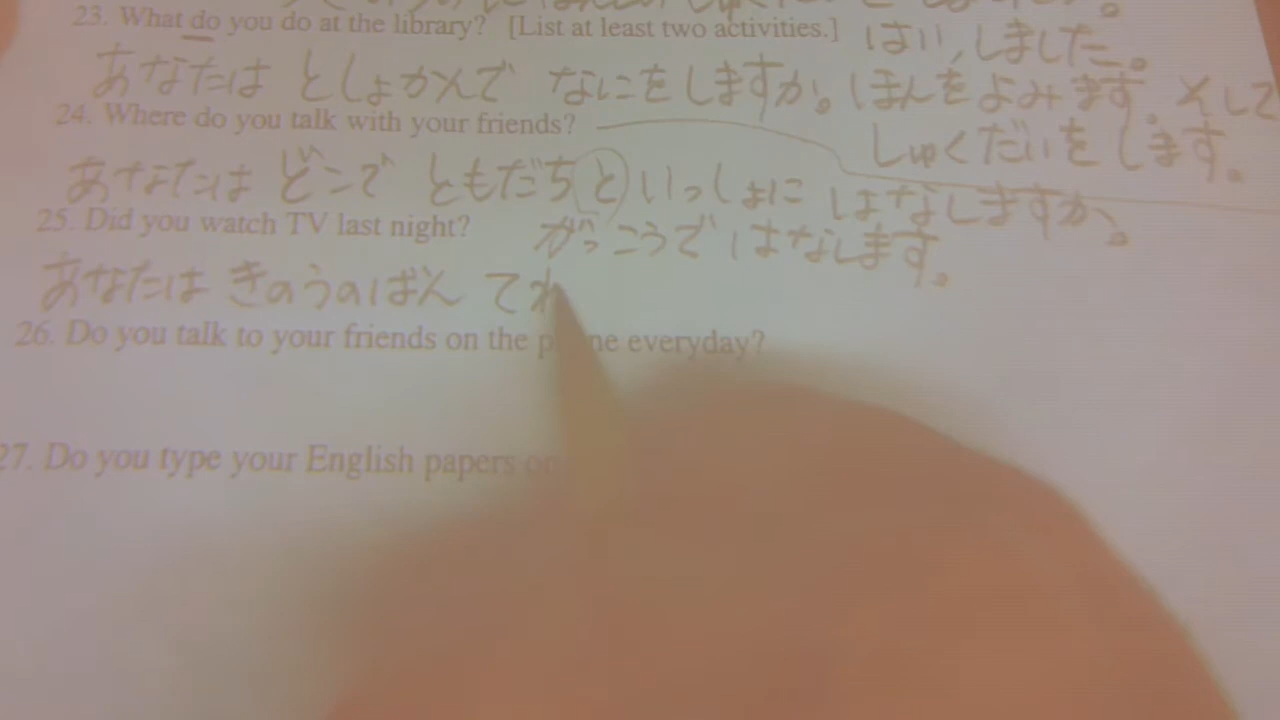 23. What do you do at the library? [List at least two activities.]
はい,しました。
あなたは としょかんで なにをしますか。ほんをよみます。そして
しゅくだいをします。
24. Where do you talk with your friends?
あなたは どこで ともだちと いっしょに はなしますか。
がっこうで はなします。
25. Did you watch TV last night?
あなたは きのうのばん て
26. Do you talk to your friends on the everyday?
27. Do you type your English papers